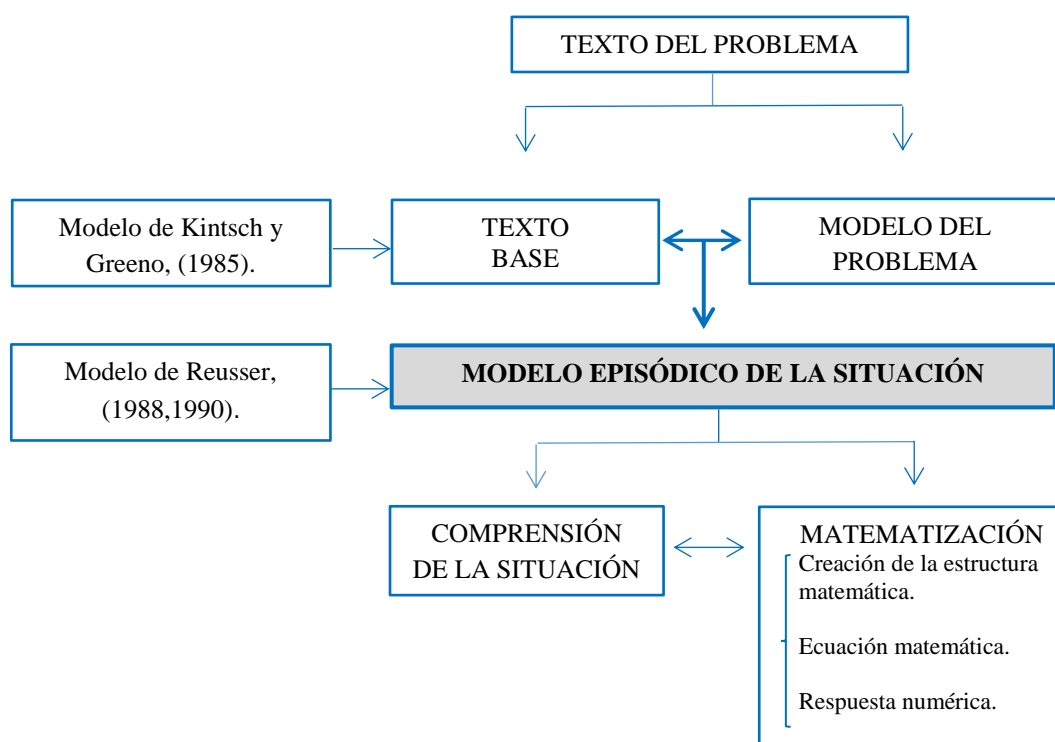 TEXTO DEL PROBLEMA
Modelo de Kintsch y
Greeno, (1985).
TEXTO
BASE
MODELO DEL
PROBLEMA
Modelo de Reusser,
(1988,1990).
MODELO EPISÓDICO DE LA SITUACIÓN
COMPRENSIÓN
DE LA SITUACIÓN
MATEMATIZACIÓN
Creación de la estructura
matemática.
Ecuación matemática.
Respuesta numérica.